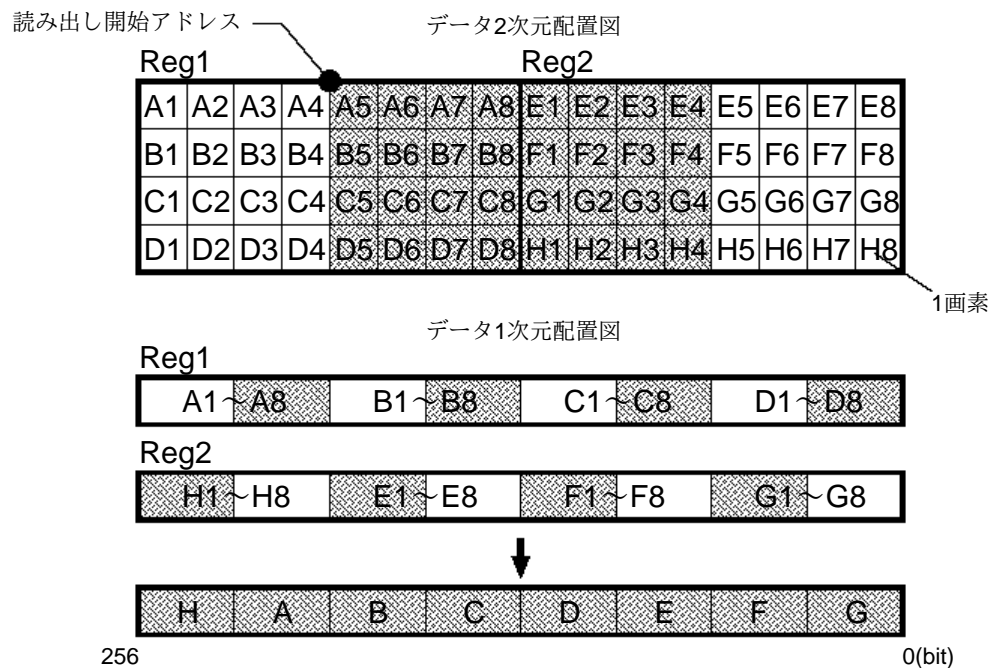 読み出し開始アドレス
データ2次元配置図
Reg1 Reg2
A1 A2 A3 A4 A5 A6 A7 A8 E1 E2 E3 E4 E5 E6 E7 E8
B1 B2 B3 B4 B5 B6 B7 B8 F1 F2 F3 F4 F5 F6 F7 F8
C1 C2 C3 C4 C5 C6 C7 C8 G1 G2 G3 G4 G5 G6 G7 G8
D1 D2 D3 D4 D5 D6 D7 D8 H1 H2 H3 H4 H5 H6 H7 H8
1画素
データ1次元配置図
Reg1
A1~A8 B1~B8 C1~C8 D1~D8
Reg2
H1~H8 E1~E8 F1~F8 G1~G8
H A B C D E F G
256 0(bit)